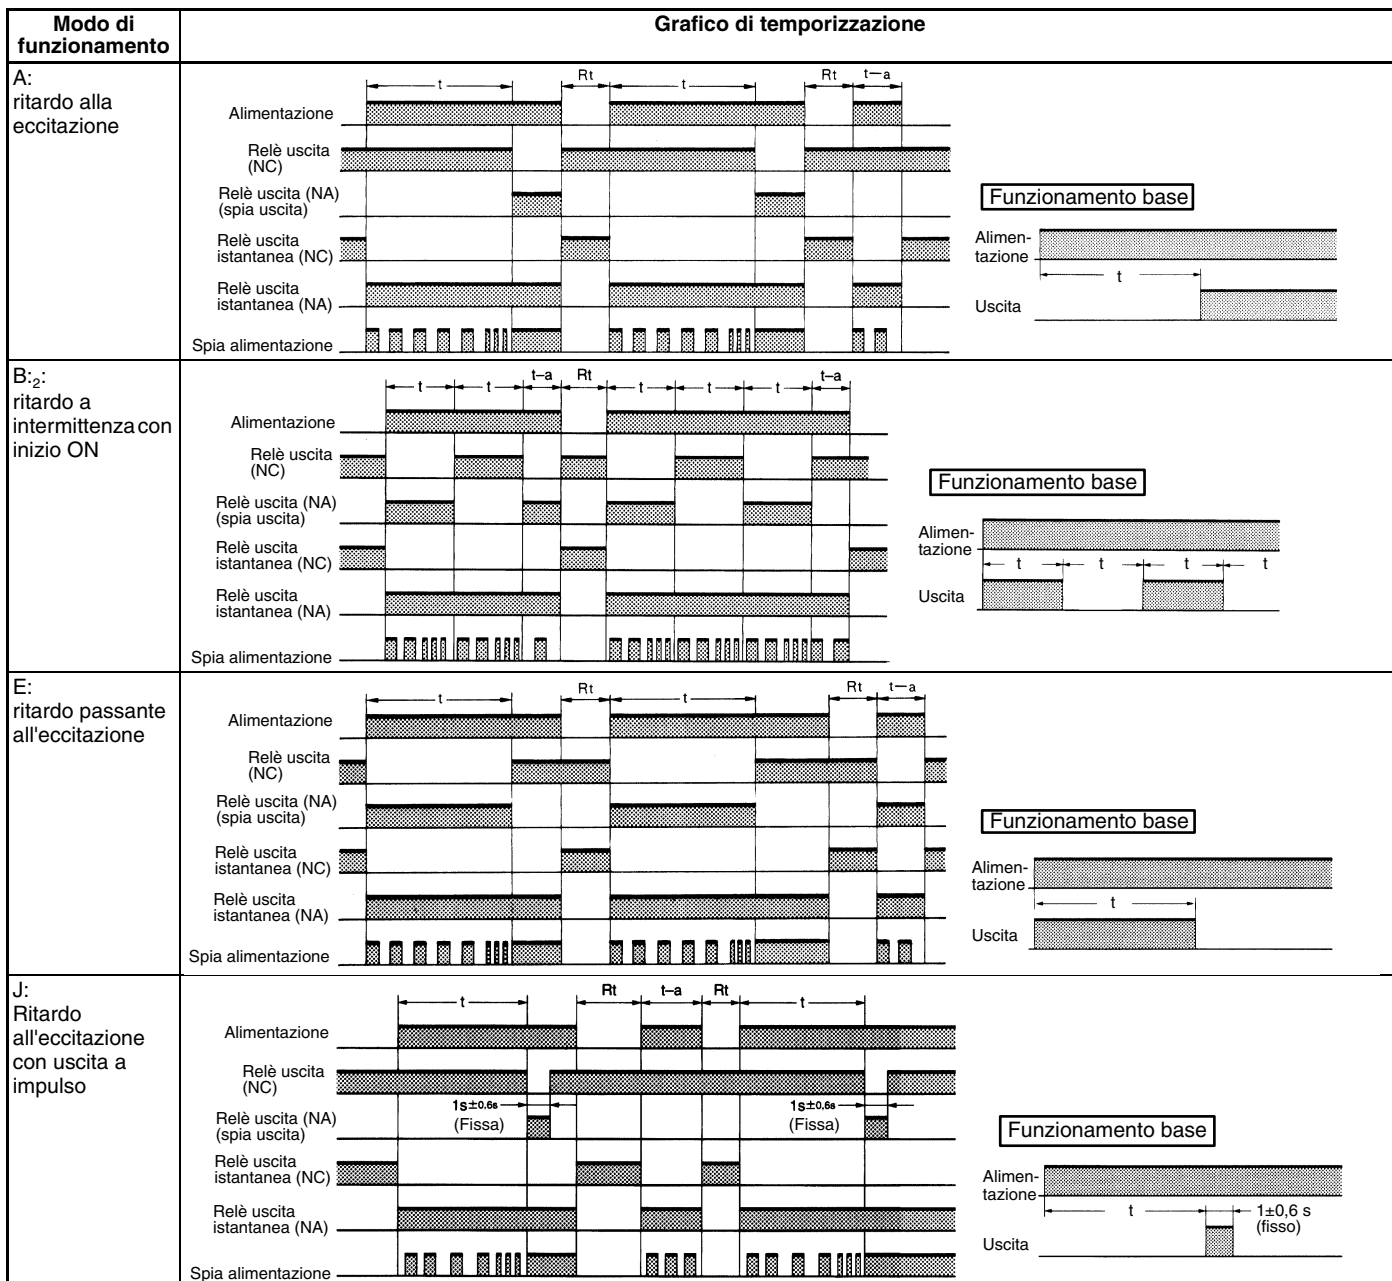 Modo di funzionamento
Grafico di temporizzazione
A:
ritardo alla
eccitazione
t
Rt
t
Rt
t–a
Alimentazione
Relè uscita
(NC)
Relè uscita (NA)
(spia uscita)
Relè uscita
istantanea (NC)
Relè uscita
istantanea (NA)
Spia alimentazione
Funzionamento base
Alimen-
tazione
t
Uscita
B:2:
ritardo a
intermittenza con
inizio ON
t
t
t–a
Rt
t
t
t
t–a
Alimentazione
Relè uscita
(NC)
Relè uscita (NA)
(spia uscita)
Relè uscita
istantanea (NC)
Relè uscita
istantanea (NA)
Spia alimentazione
Funzionamento base
Alimen-
tazione
t
t
t
t
Uscita
E:
ritardo passante
all'eccitazione
t
Rt
t
Rt
t–a
Alimentazione
Relè uscita
(NC)
Relè uscita (NA)
(spia uscita)
Relè uscita
istantanea (NC)
Relè uscita
istantanea (NA)
Spia alimentazione
Funzionamento base
Alimen-
tazione
t
Uscita
J:
Ritardo
all'eccitazione
con uscita a
impulso
t
Rt
t–a
Rt
t
Alimentazione
Relè uscita
(NC)
1s±0.6s
(Fissa)
1s±0,6s
(Fissa)
Relè uscita (NA)
(spia uscita)
Relè uscita
istantanea (NC)
Relè uscita
istantanea (NA)
Spia alimentazione
Funzionamento base
Alimen-
tazione
t
1±0,6 s
(fisso)
Uscita